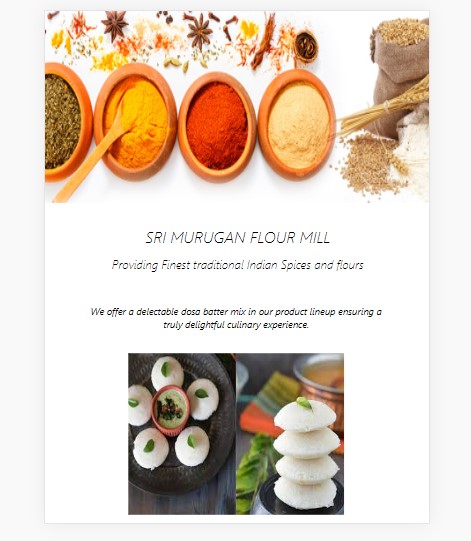 SRI MURUGAN FLOUR MILL
Providing Finest traditional Indian Spices and flours
We offer a delectable dosa batter mix in our product lineup ensuring a
truly delightful culinary experience.